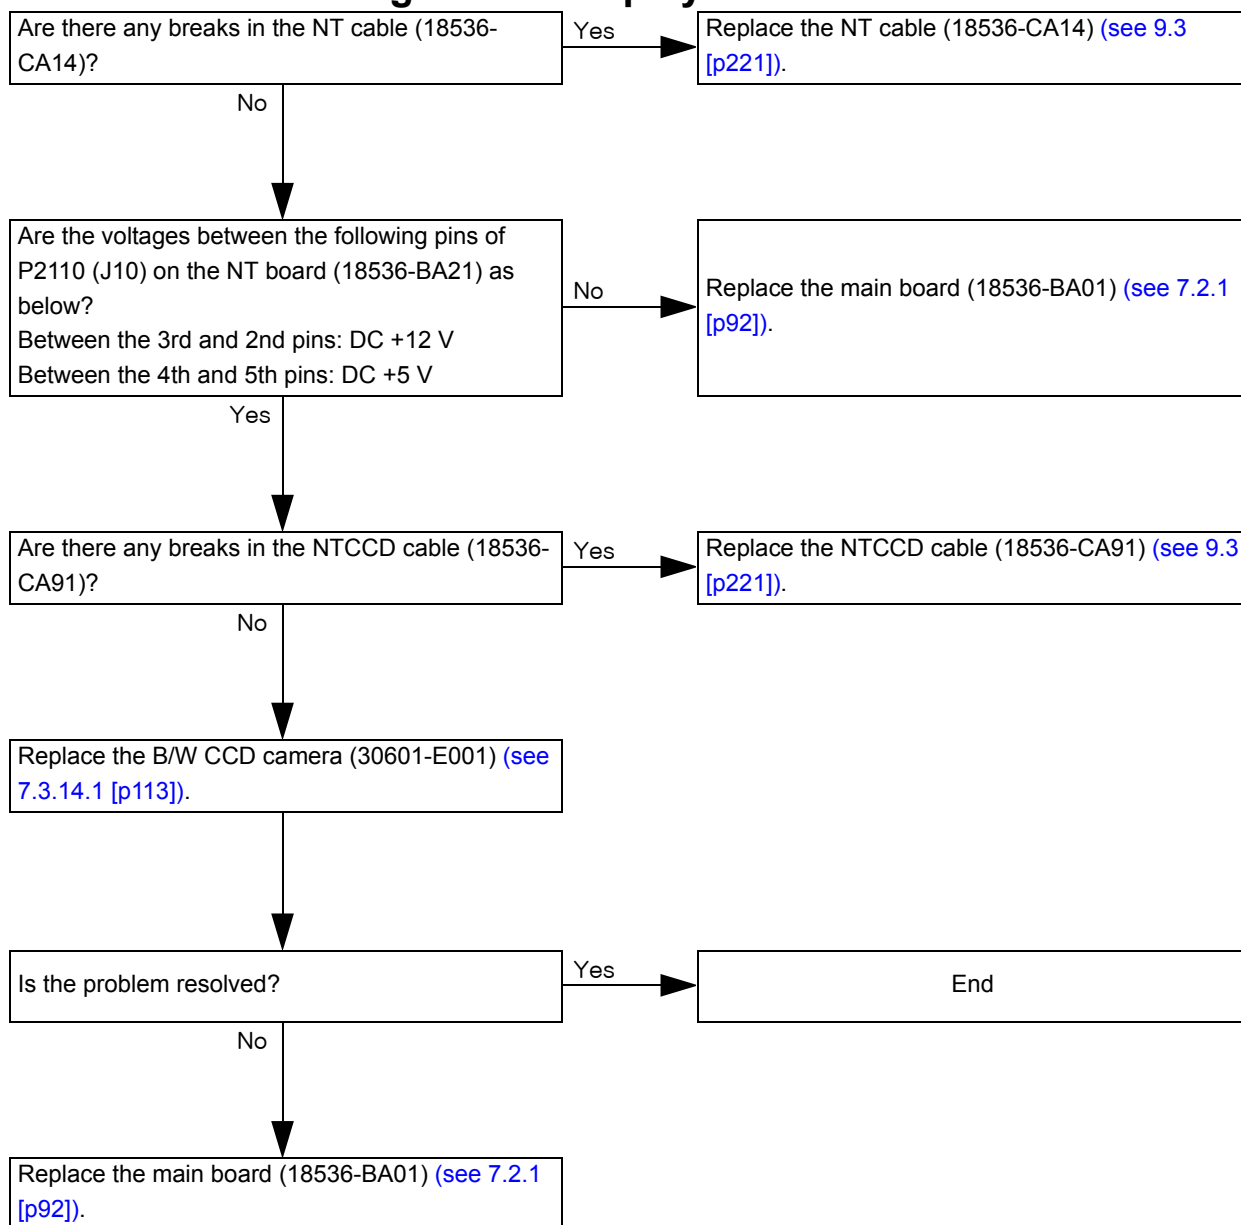 Are there any breaks in the NT cable (18536-
CA14)?
Yes
Replace the NT cable (18536-CA14) (see 9.3
[p221]).
No
Are the voltages between the following pins of
P2110 (J10) on the NT board (18536-BA21) as
below?
Between the 3rd and 2nd pins: DC +12 V
Between the 4th and 5th pins: DC +5 V
No
Replace the main board (18536-BA01) (see 7.2.1
[p92]).
Yes
Are there any breaks in the NTCCD cable (18536-
CA91)?
Yes
Replace the NTCCD cable (18536-CA91) (see 9.3
[p221]).
No
Replace the B/W CCD camera (30601-E001) (see
7.3.14.1 [p113]).
Is the problem resolved?
Yes
End
No
Replace the main board (18536-BA01) (see 7.2.1
[p92]).